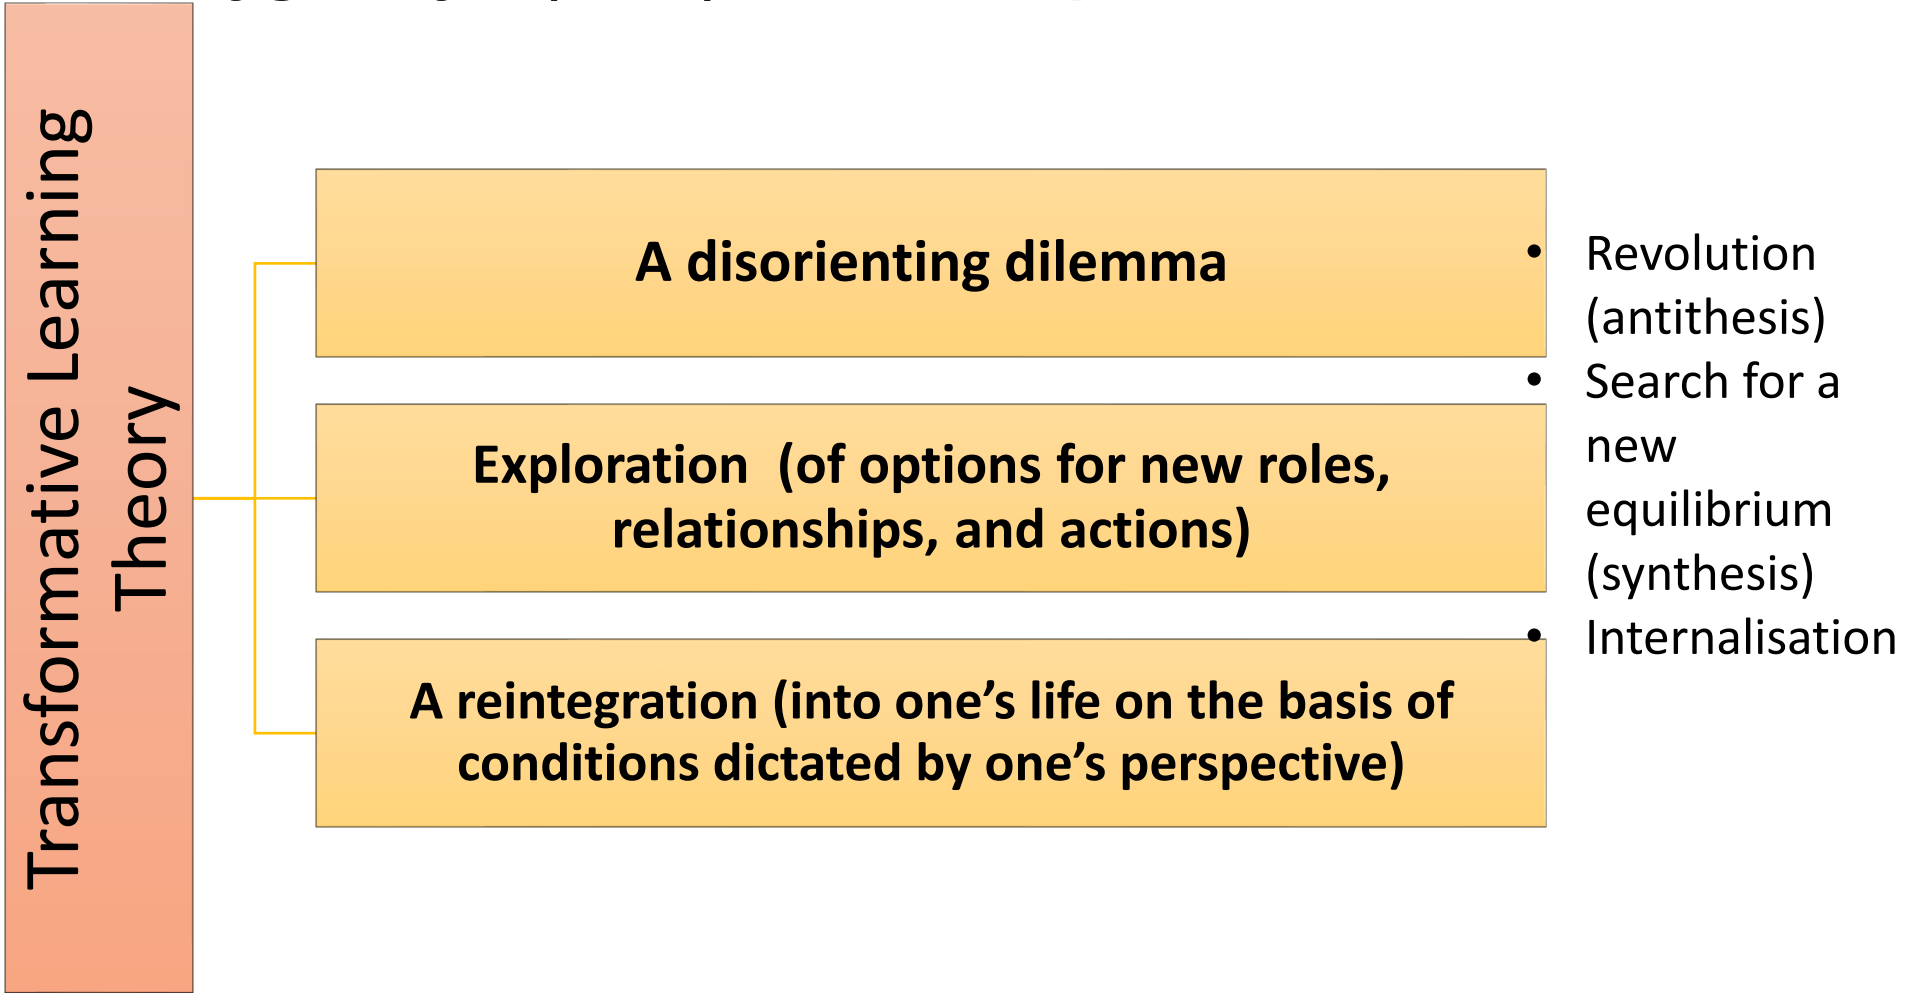 Transformative Learning
Theory
A disorienting dilemma
Exploration  (of options for new roles,
relationships, and actions)
A reintegration (into one’s life on the basis of
conditions dictated by one’s perspective)
• Revolution
(antithesis)
• Search for a
new
equilibrium
(synthesis)
• Internalisation